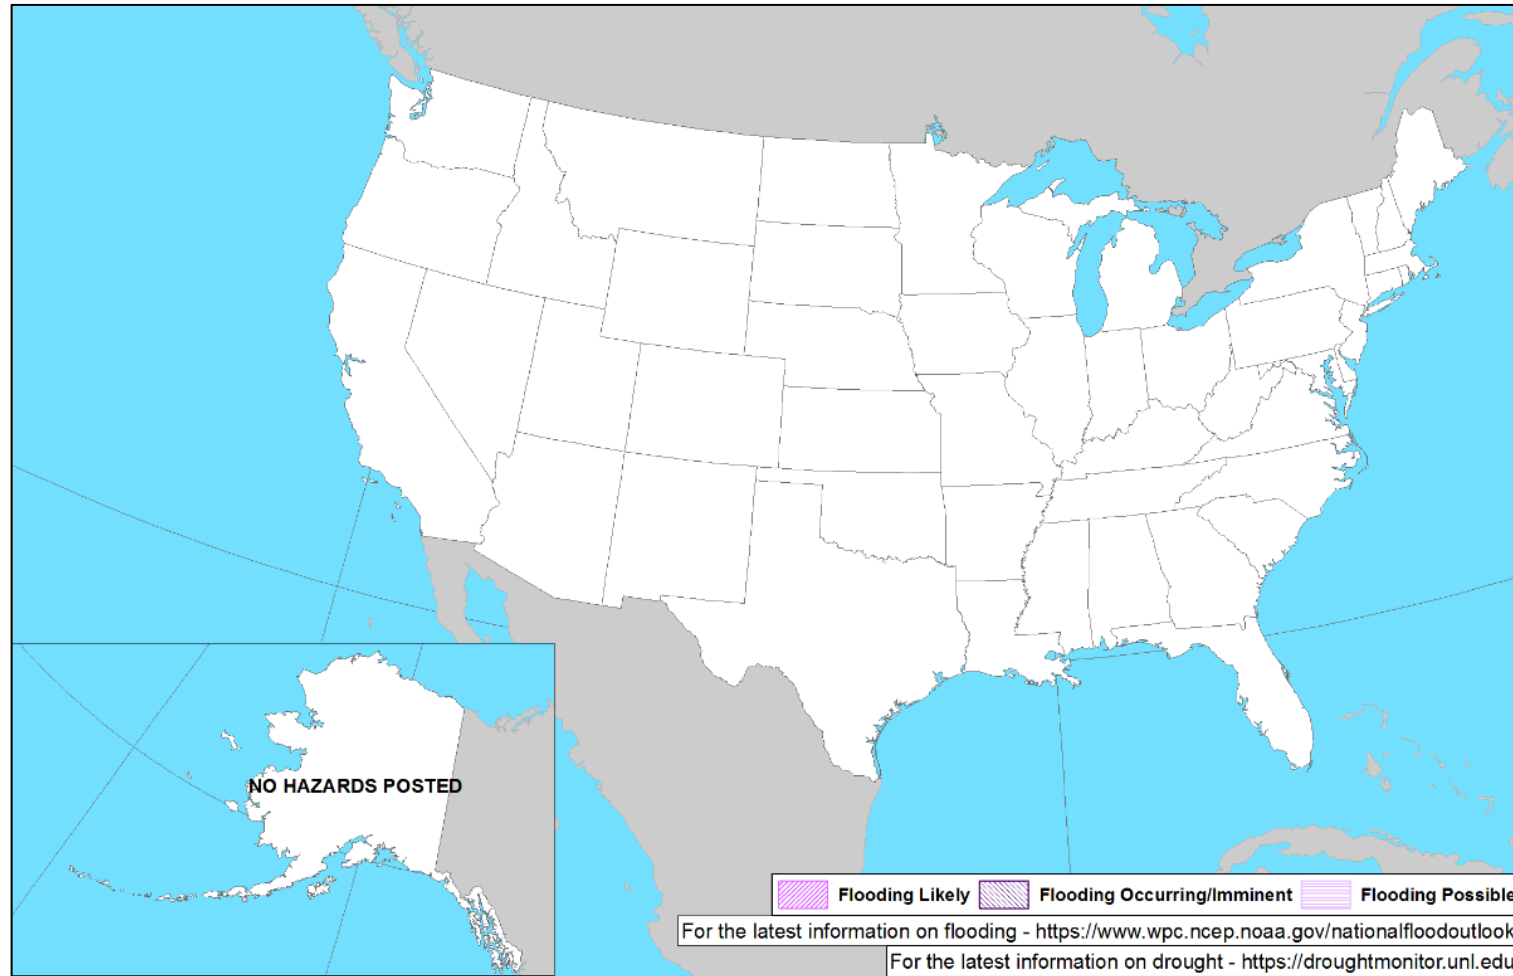 NO HAZARDS POSTED
Flooding Likely Flooding Occurring/Imminent Flooding Possible
For the latest information on flooding - https://www.wpc.ncep.noaa.gov/nationalfloodoutlook
For the latest information on drought - https://droughtmonitor.unl.edu